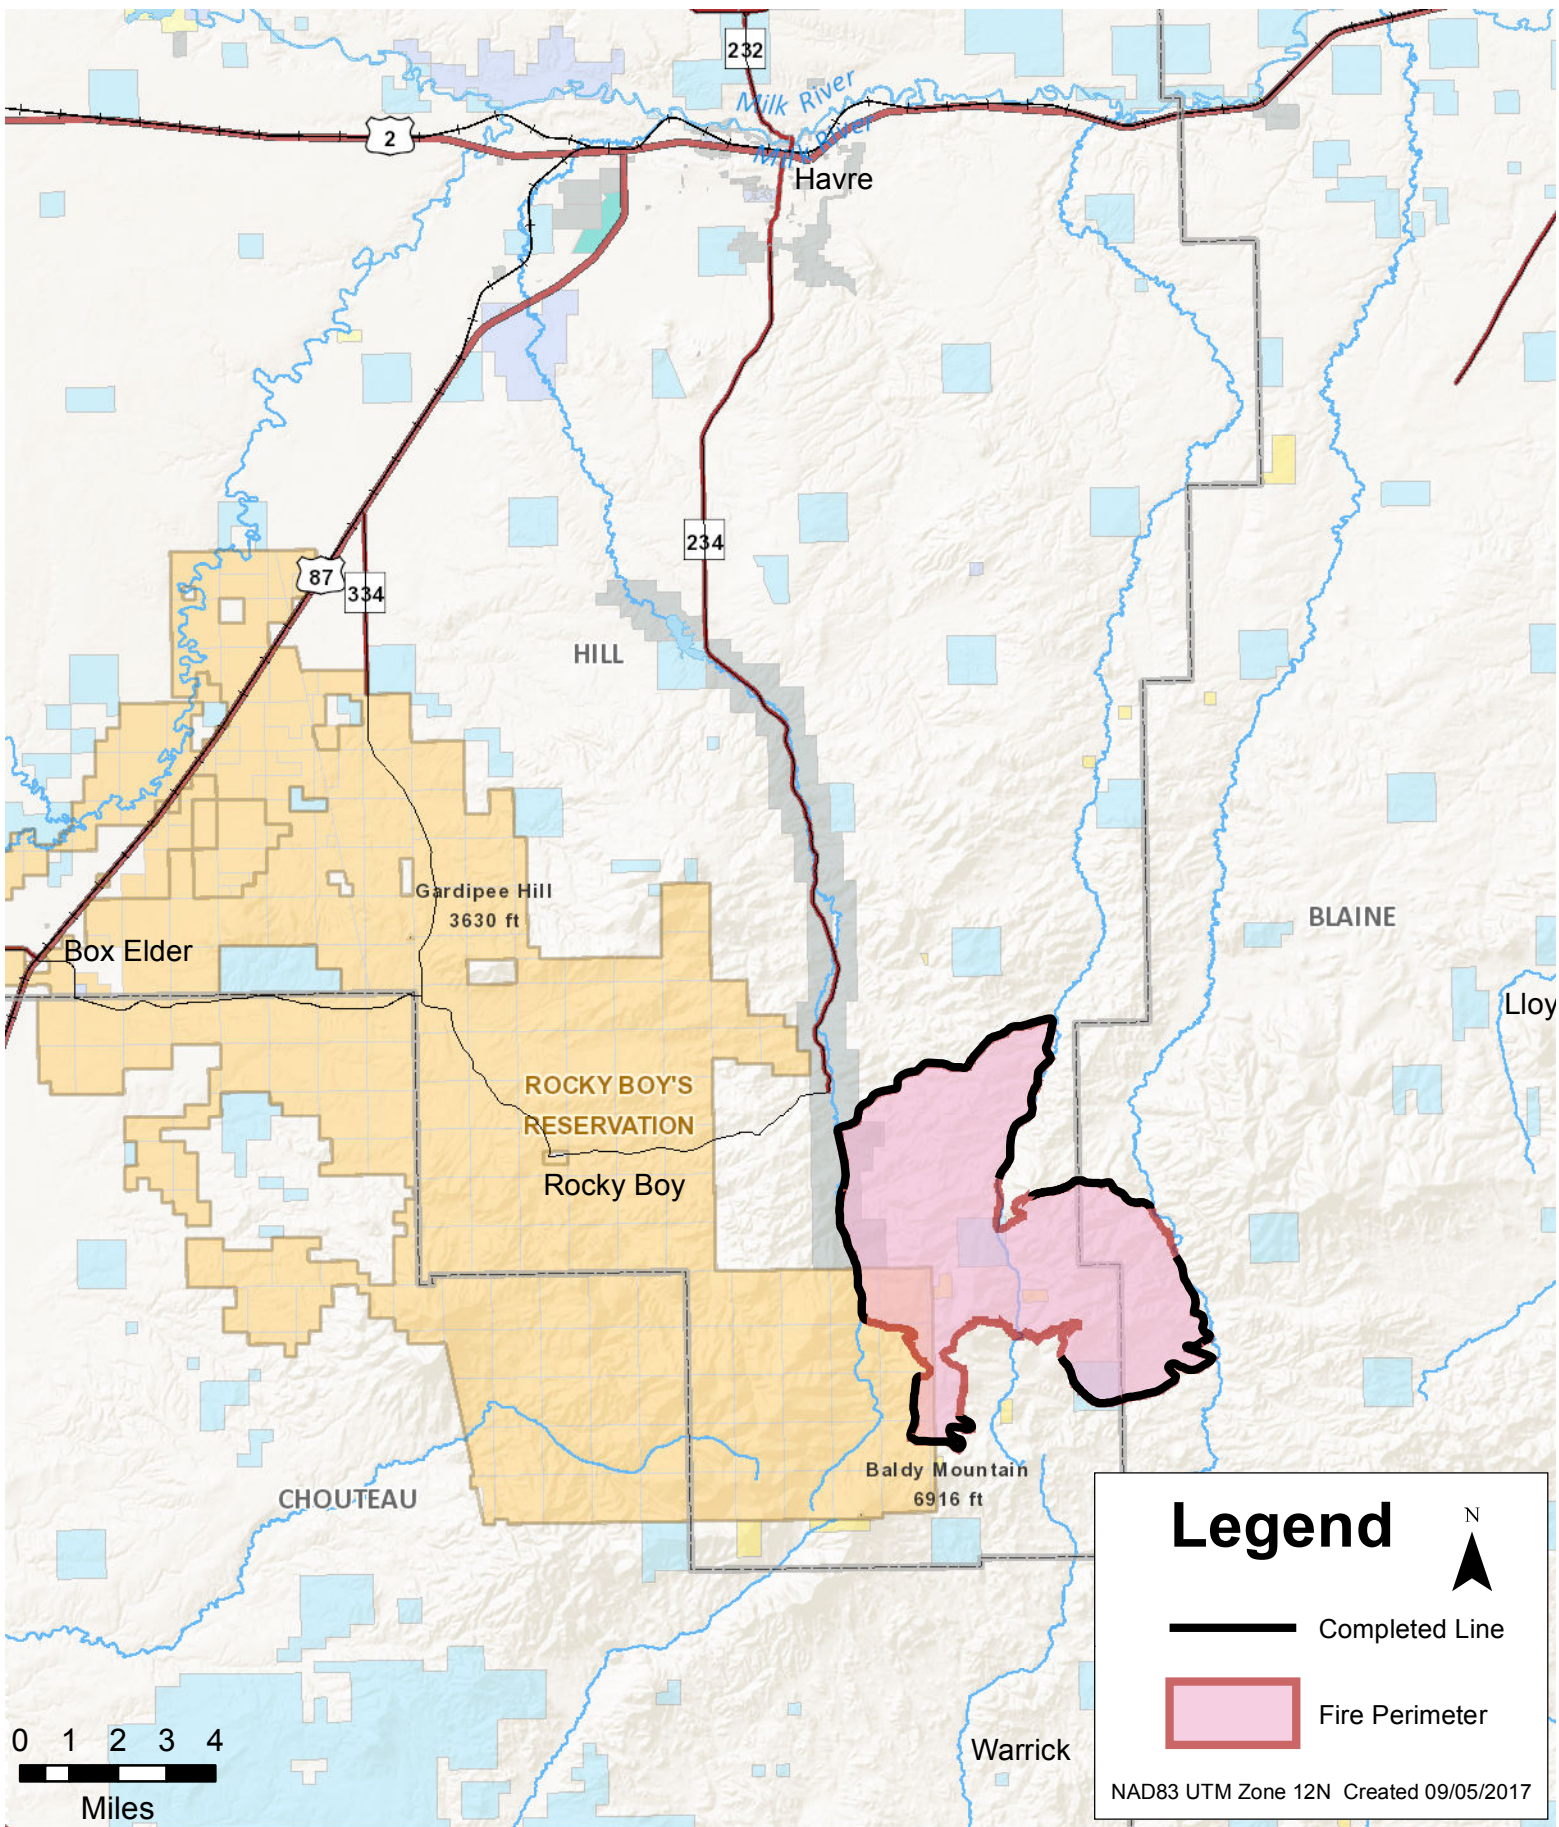 232
Milk River
2
Milk River
Havre
234
87
334
HILL
Gardipee Hill
3630 ft
BLAINE
Box Elder
Lloy
ROCKY BOY'S
RESERVATION
Rocky Boy
Baldy Mountain
6916 ft
CHOUTEAU
Legend
N
Completed Line
Fire Perimeter
NAD83 UTM Zone 12N Created 09/05/2017
0 1 2 3 4
Miles
Warrick